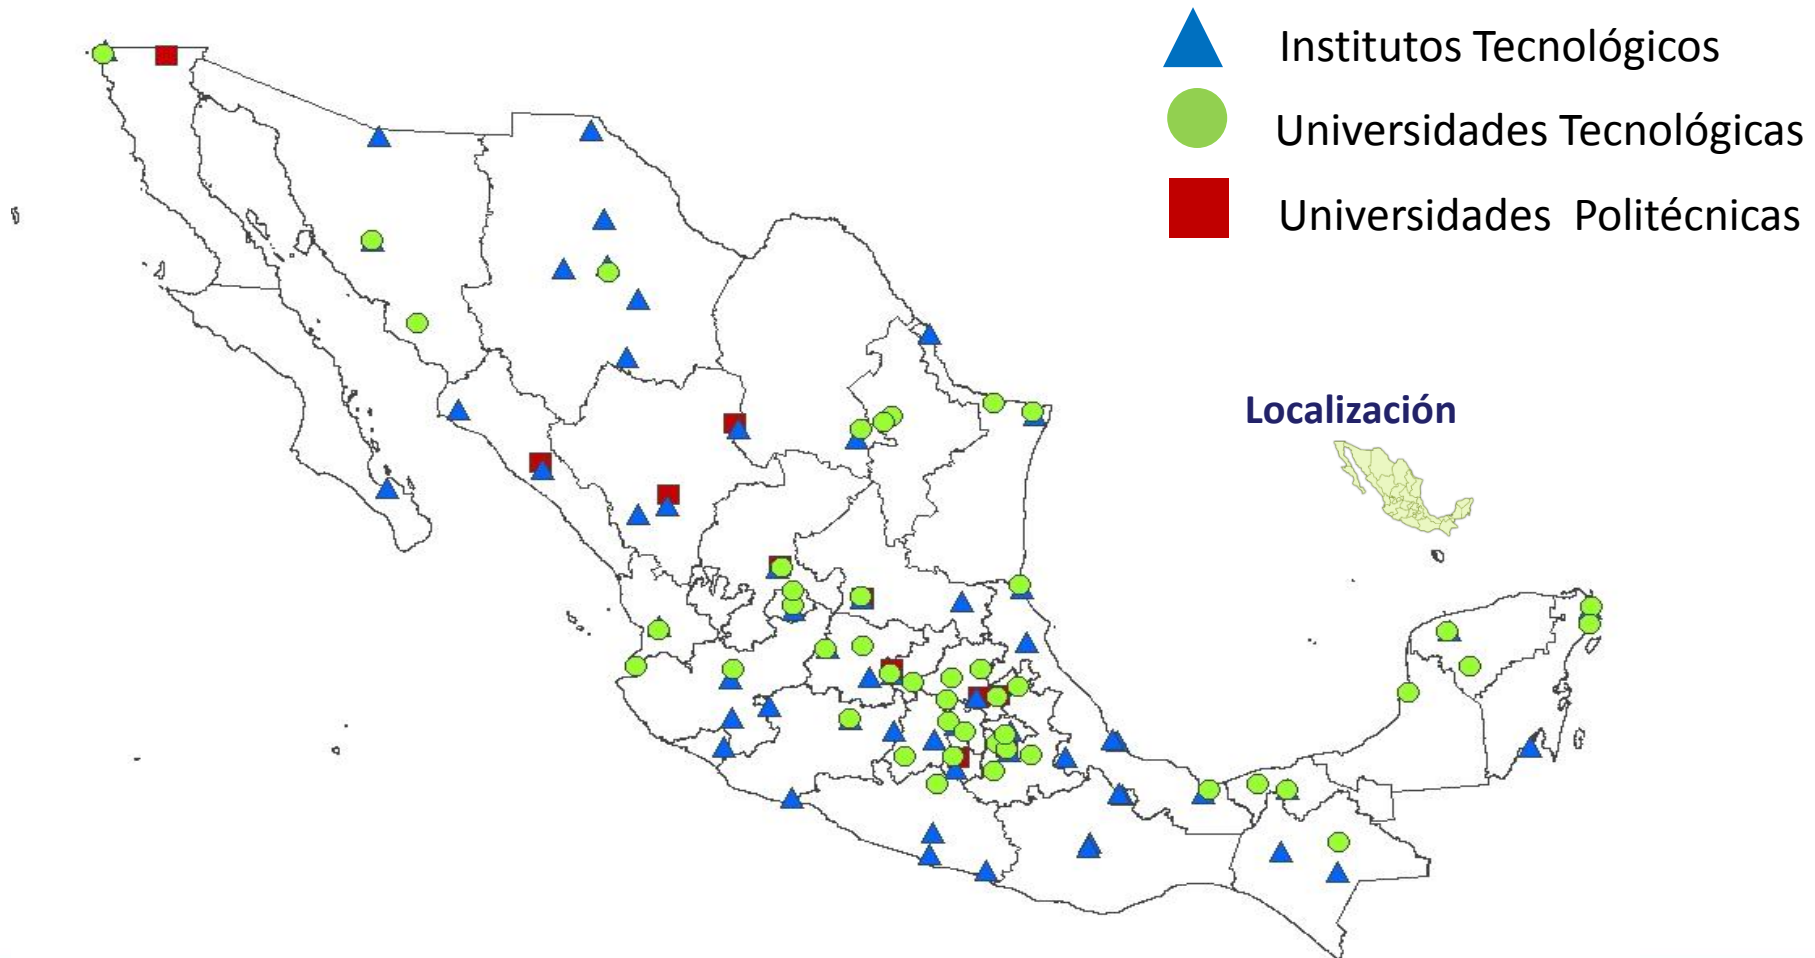 Institutos Tecnológicos
Universidades Tecnológicas
Universidades Politécnicas
Localización